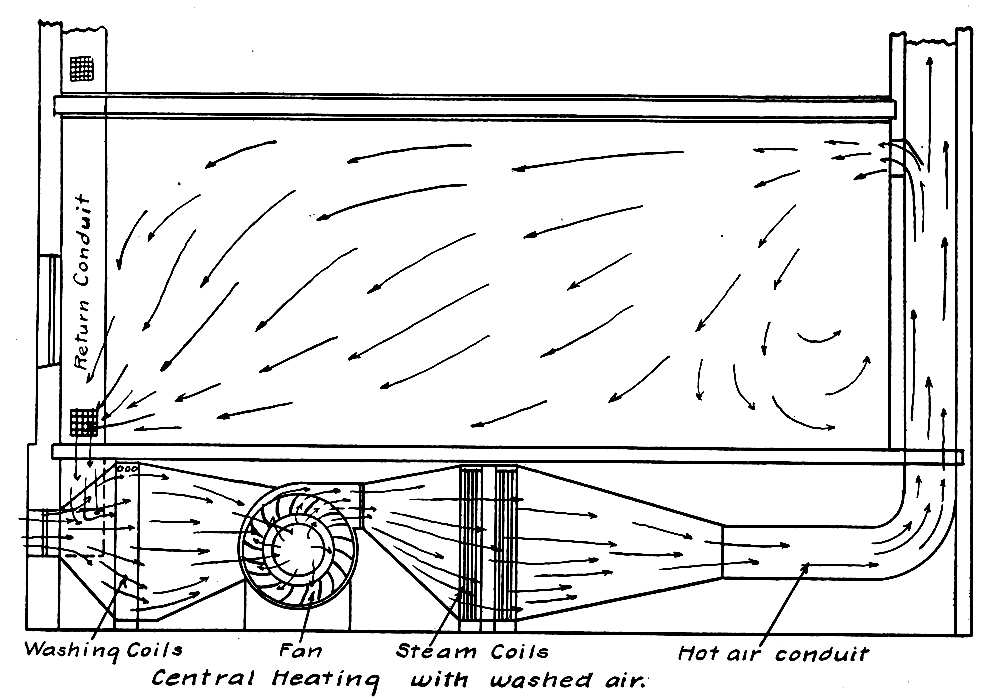 Return Conduit
Washing Coils
Fan
Steam Coils
Hot air conduit
Central Heating with washed air.